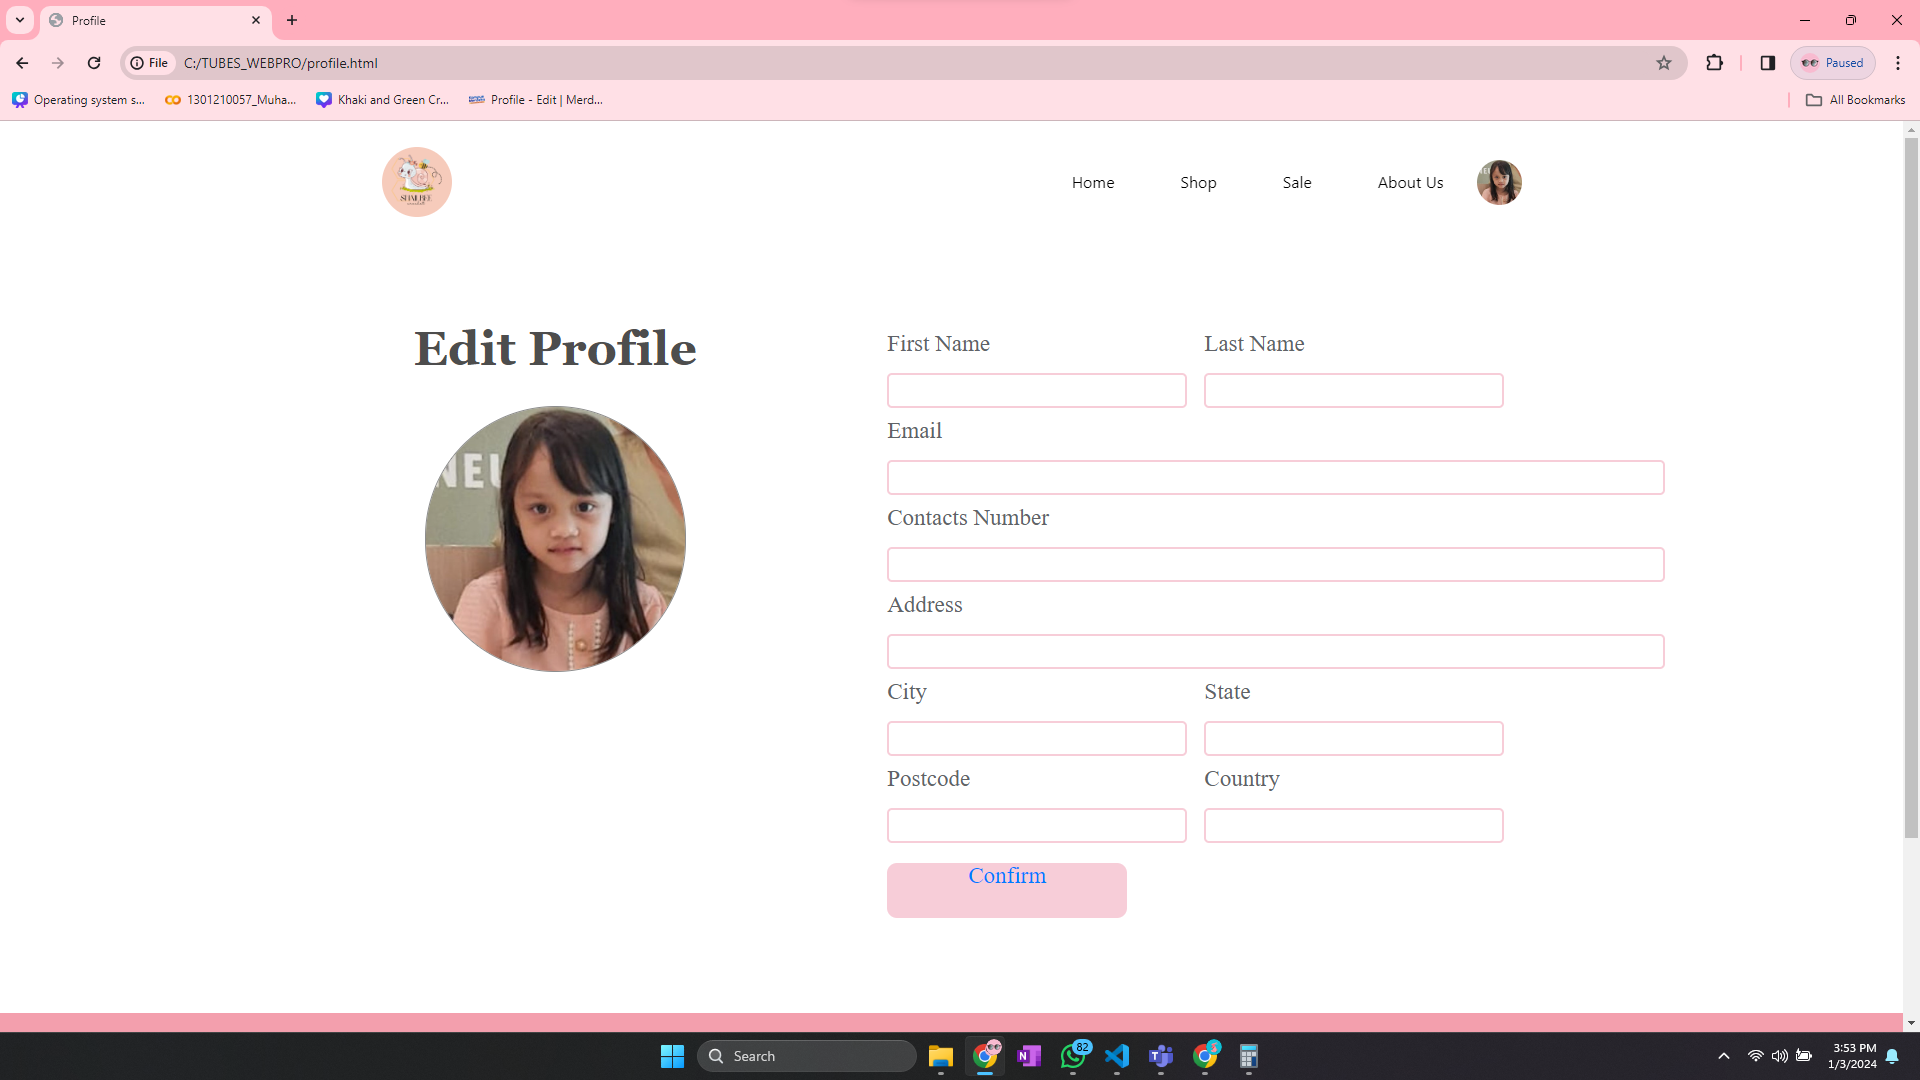 Profile
File
C:/TUBES_WEBPRO/profile.html
Paused
Operating system s...
1301210057_Muha...
Khaki and Green Cr...
Profile - Edit | Merd...
All Bookmarks
Home
Shop
Sale
About Us
Edit Profile
NEU
First Name
Last Name
Email
Contacts Number
Address
City
State
Postcode
Country
Confirm
Search
82
3:53 PM
1/3/2024